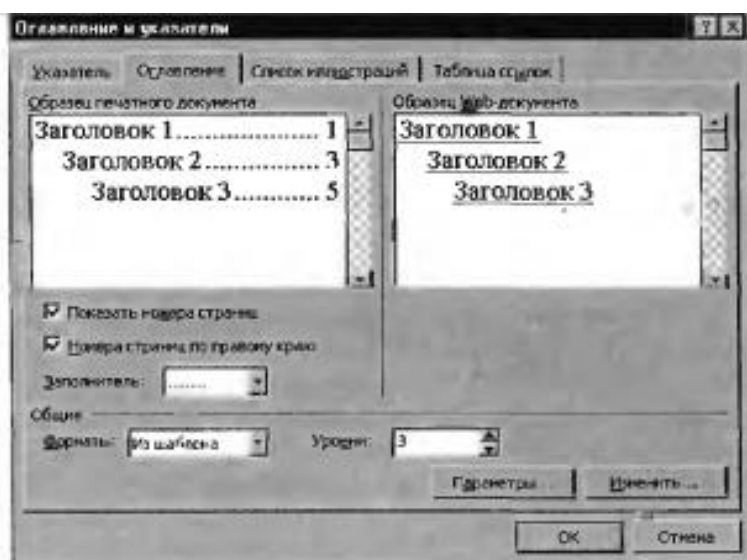 Оглавление и указатели
Указатель Оглавление Список иллюстраций Таблица ссылок
Образец печатного документа
Заголовок 1.................... 1
Заголовок 2............... 3
Заголовок 3............. 5
Образец Web-документа
Заголовок 1
Заголовок 2
Заголовок 3
Показать номера страниц
Номера страниц по правому краю
Заполнитель: ........
Общие
Форматы: Из шаблона Уровни: 3
Параметры... Изменить...
ОК Отмена